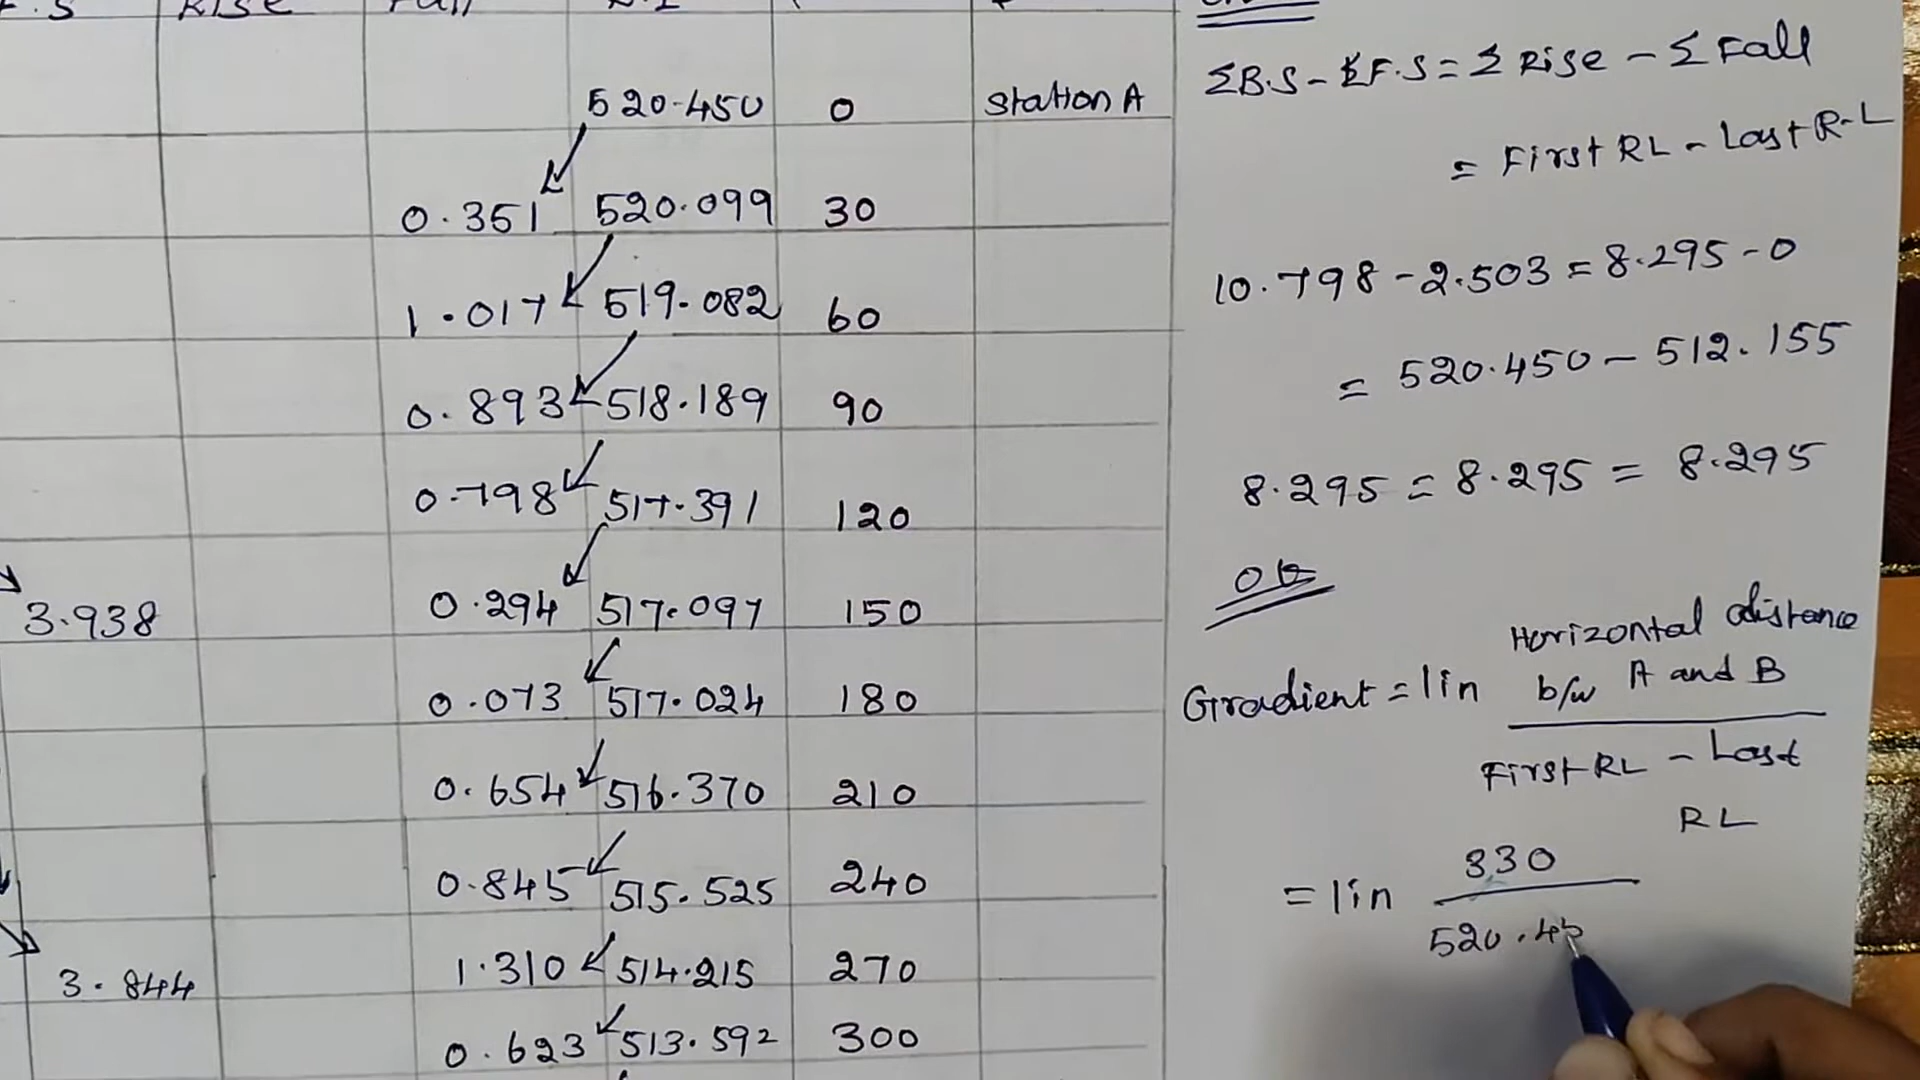 F.S Rise Fall
520.450 0 Station A
0.351 520.099 30
1.017 519.082 60
0.893 518.189 90
0.798 517.391 120
3.938 0.294 517.097 150
0.073 517.024 180
0.654 516.370 210
0.845 515.525 240
3.844 1.310 514.215 270
0.623 513.592 300
ΣB.S - ΣF.S = Σ Rise - Σ Fall
= First RL - Last R.L
10.798 - 2.503 = 8.295 - 0
= 520.450 - 512.155
8.295 = 8.295 = 8.295
Horizontal distance
Gradient = 1 in b/w A and B
First RL - Last
RL
= 1 in 330
520.45